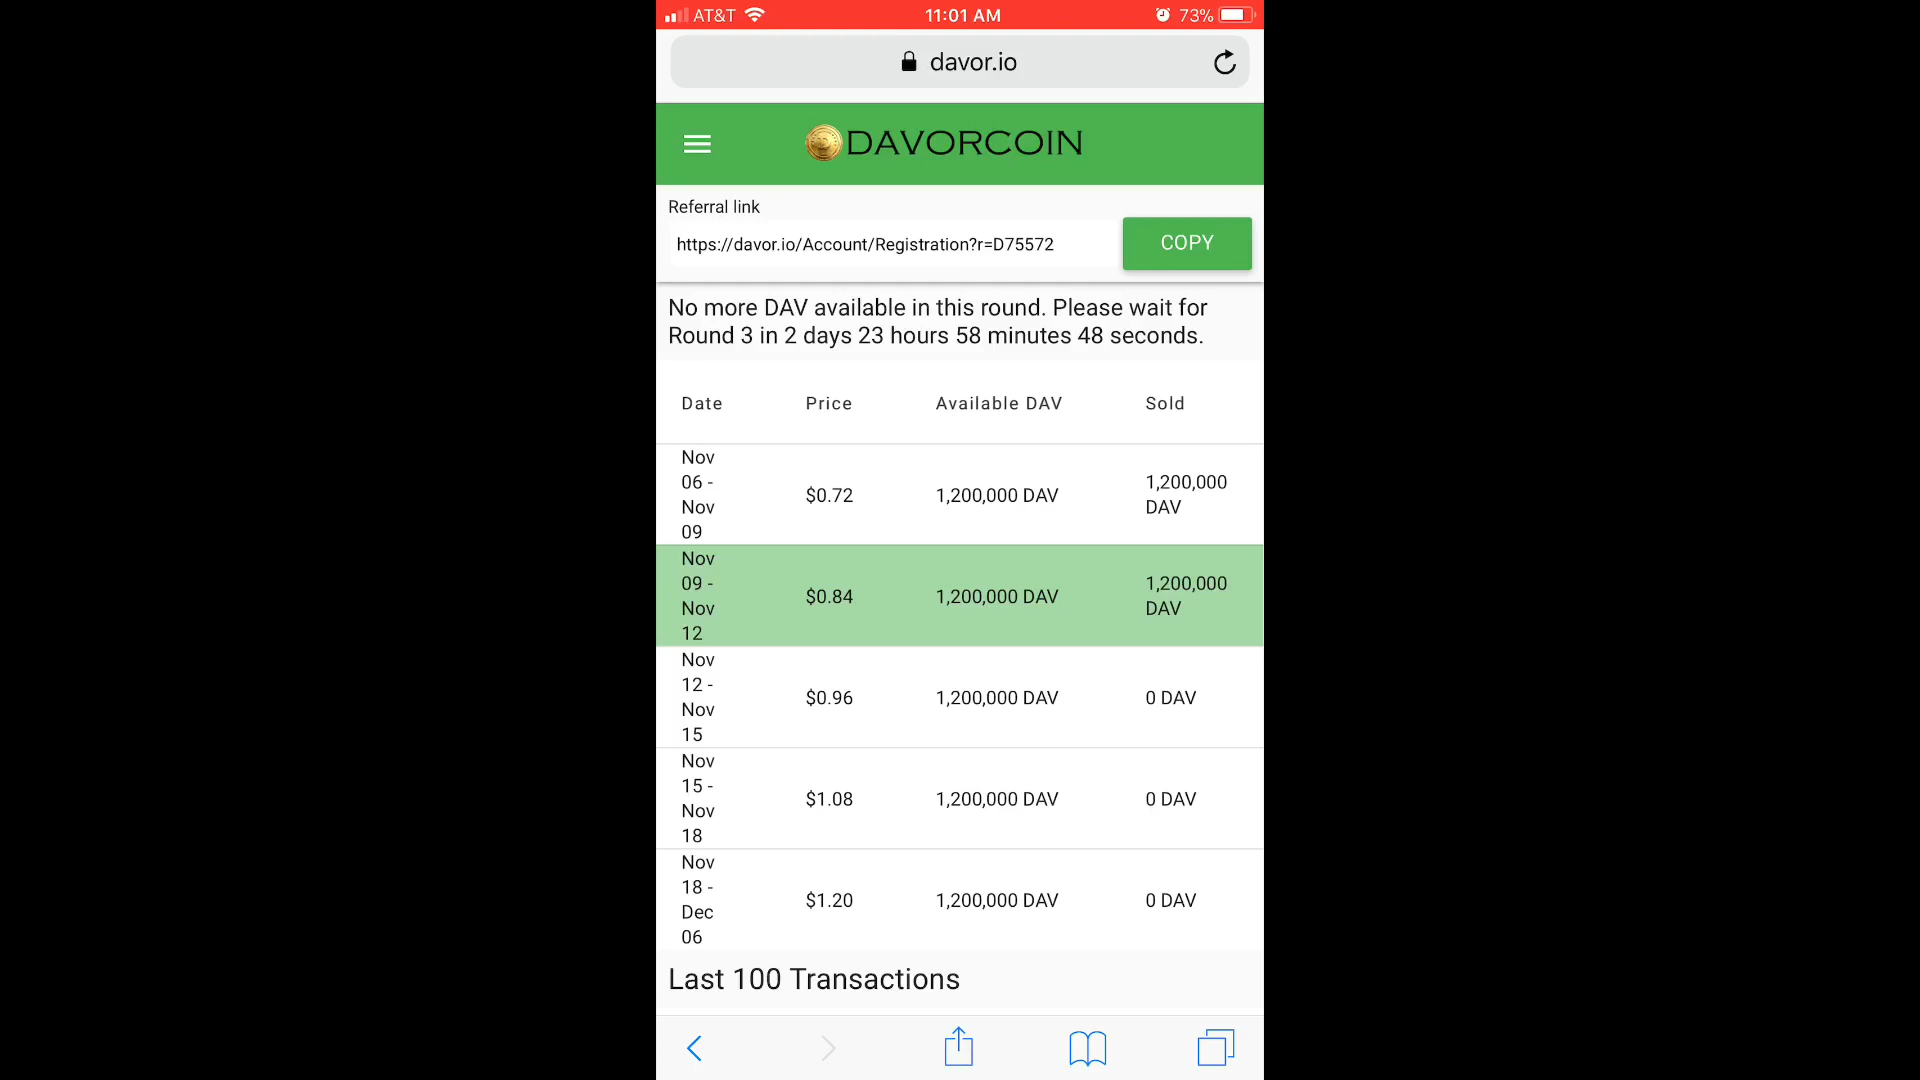 AT&T 11:01 AM 73%
davor.io
DAVORCOIN
Referral link
https://davor.io/Account/Registration?r=D75572 COPY
No more DAV available in this round. Please wait for
Round 3 in 2 days 23 hours 58 minutes 48 seconds.
Date Price Available DAV Sold
Nov
06 -
Nov
09
$0.72
1,200,000 DAV
1,200,000
DAV
Nov
09 -
Nov
12
$0.84
1,200,000 DAV
1,200,000
DAV
Nov
12 -
Nov
15
$0.96
1,200,000 DAV
0 DAV
Nov
15 -
Nov
18
$1.08
1,200,000 DAV
0 DAV
Nov
18 -
Dec
06
$1.20
1,200,000 DAV
0 DAV
Last 100 Transactions